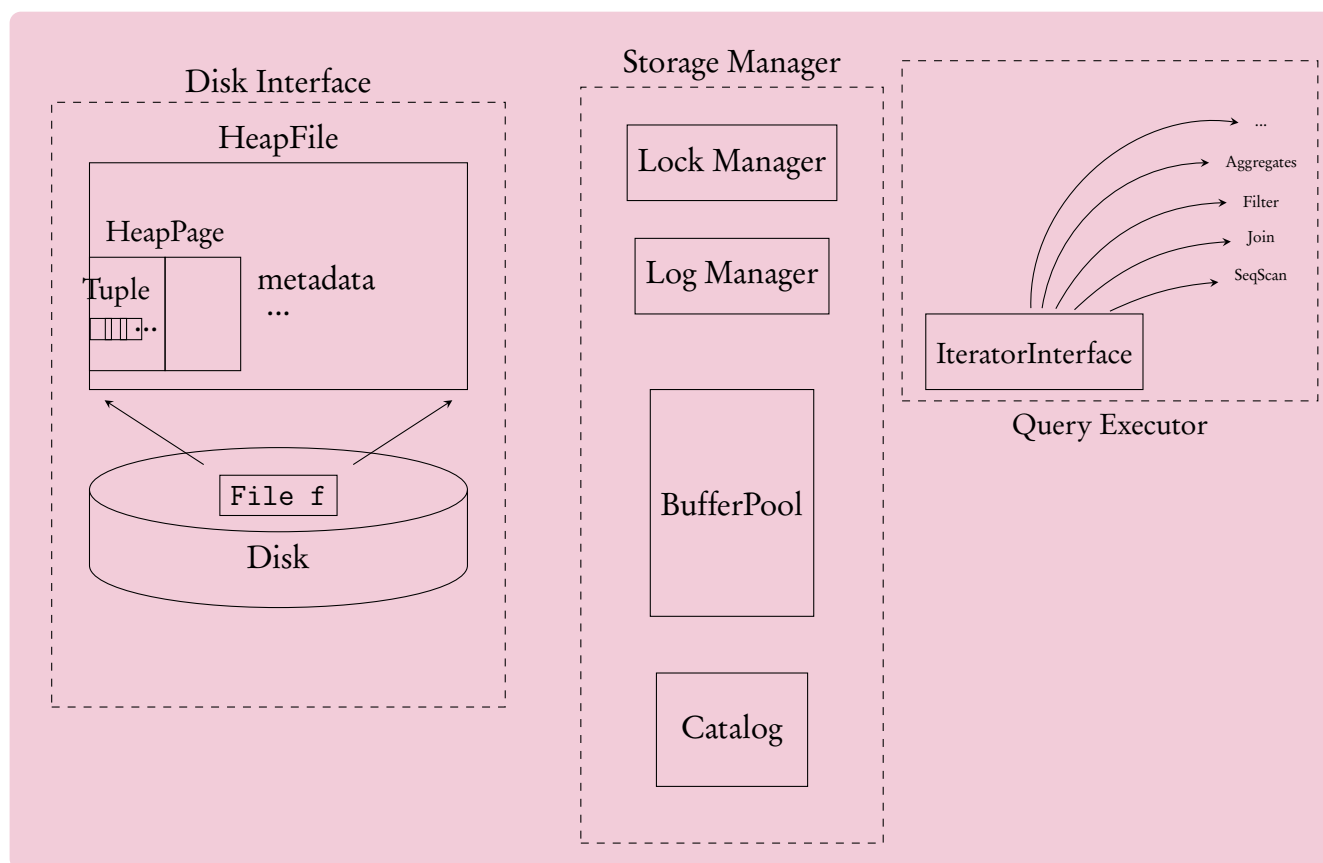 Disk Interface
HeapFile
HeapPage
Tuple
...
metadata
...
File f
Disk
Storage Manager
Lock Manager
Log Manager
BufferPool
Catalog
...
Aggregates
Filter
Join
SeqScan
IteratorInterface
Query Executor